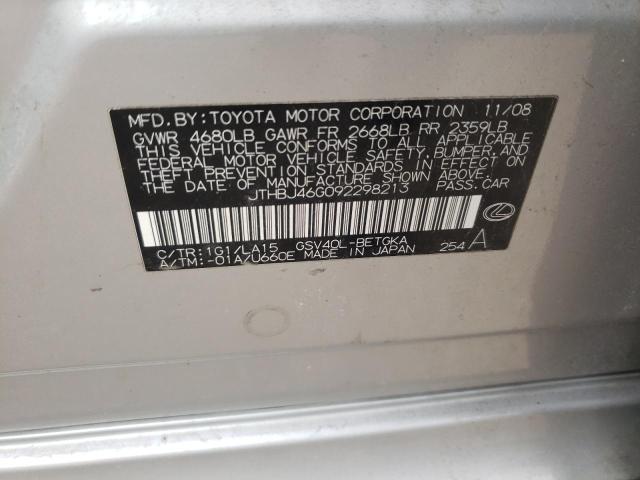 MFD.BY:TOYOTA MOTOR CORPORATION 11/08
GVWR 4680LB GAWR FR 2668LB RR 2359LB
THIS VEHICLE CONFORMS TO ALL APPLICABLE
FEDERAL MOTOR VEHICLE SAFETY, BUMPER, AND
THEFT PREVENTION STANDARDS IN EFFECT ON
THE DATE OF MANUFACTURE SHOWN ABOVE.
JTHBJ46G092298213 PASS.CAR
C/TR:1G1/LA15 GSV40L-BETGKA
A/TM:-01A/U660E MADE IN JAPAN 254 A